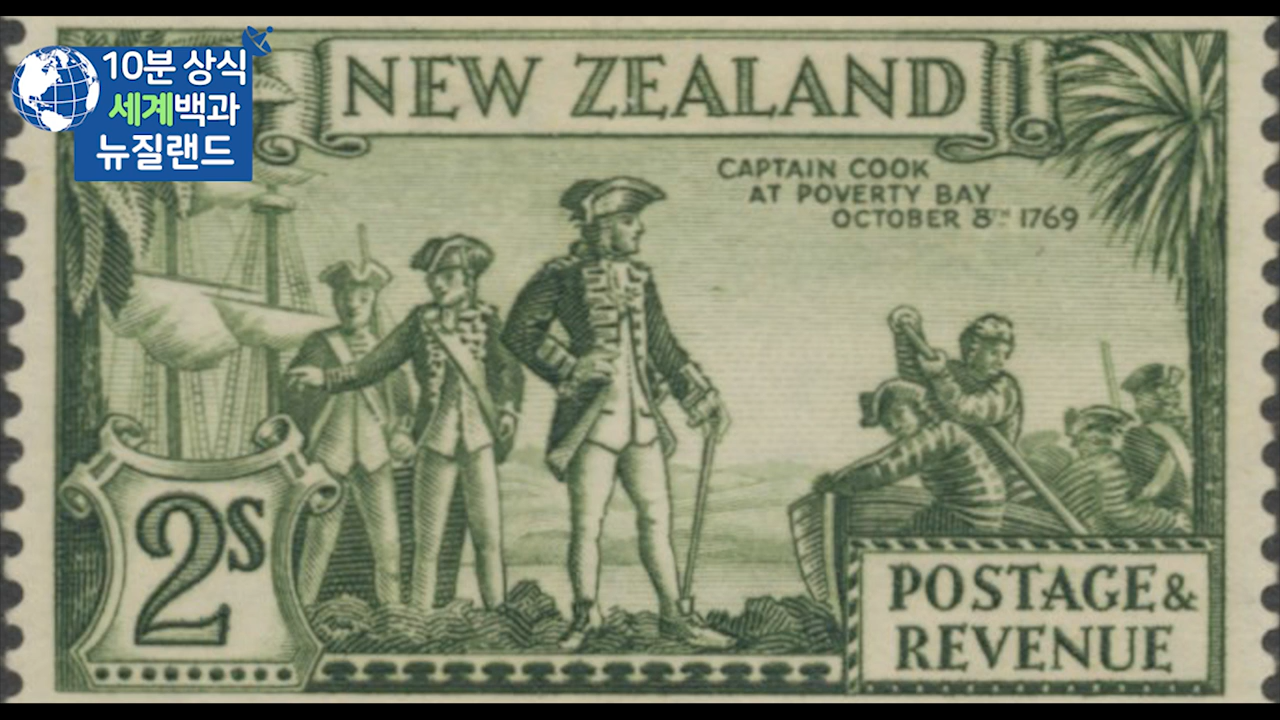 10분 상식
세계백과
뉴질랜드
NEW ZEALAND
CAPTAIN COOK
AT POVERTY BAY
OCTOBER 8TH 1769
2S
POSTAGE &
REVENUE